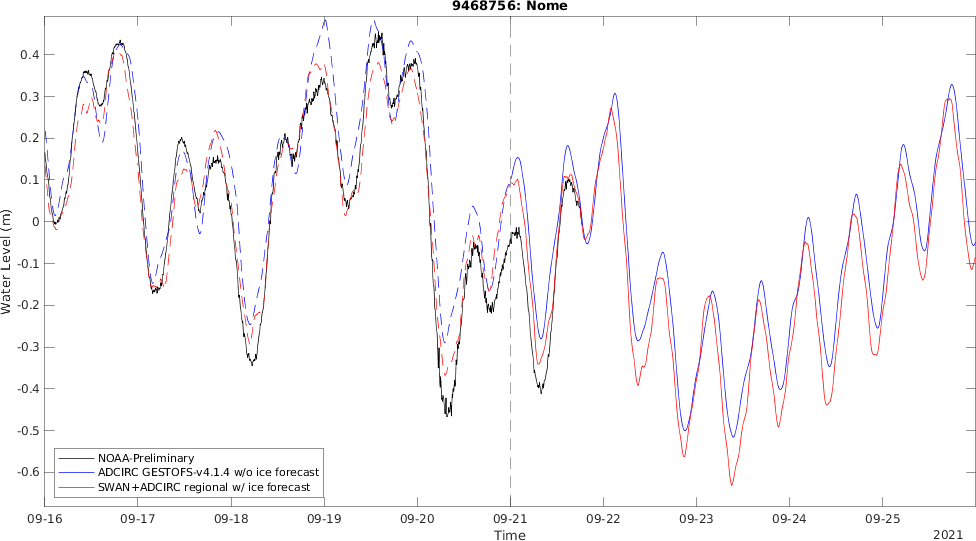 9468756: Nome
Water Level (m)
0.4
0.3
0.2
0.1
0
-0.1
-0.2
-0.3
-0.4
-0.5
-0.6
NOAA-Preliminary
ADCIRC GESTOFS-v4.1.4 w/o ice forecast
SWAN+ADCIRC regional w/ ice forecast
09-16 09-17 09-18 09-19 09-20 09-21 09-22 09-23 09-24 09-25
Time
2021